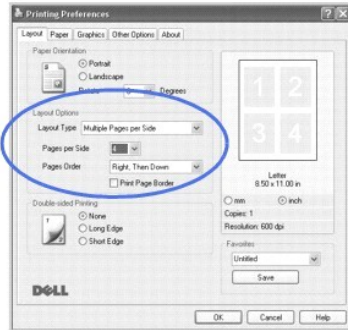 Printing Preferences
Layout Paper Graphics Other Options About
Paper Orientation
Portrait
Landscape
Rotate 0 Degrees
Layout Options
Layout Type Multiple Pages per Side
Pages per Side 4
Pages Order Right, Then Down
Print Page Border
Double-sided Printing
None
Long Edge
Short Edge
DELL
1 2
3 4
Letter
8.50 x 11.00 in
mm inch
Copies: 1
Resolution: 600 dpi
Favorites
Untitled
Save
OK Cancel Help